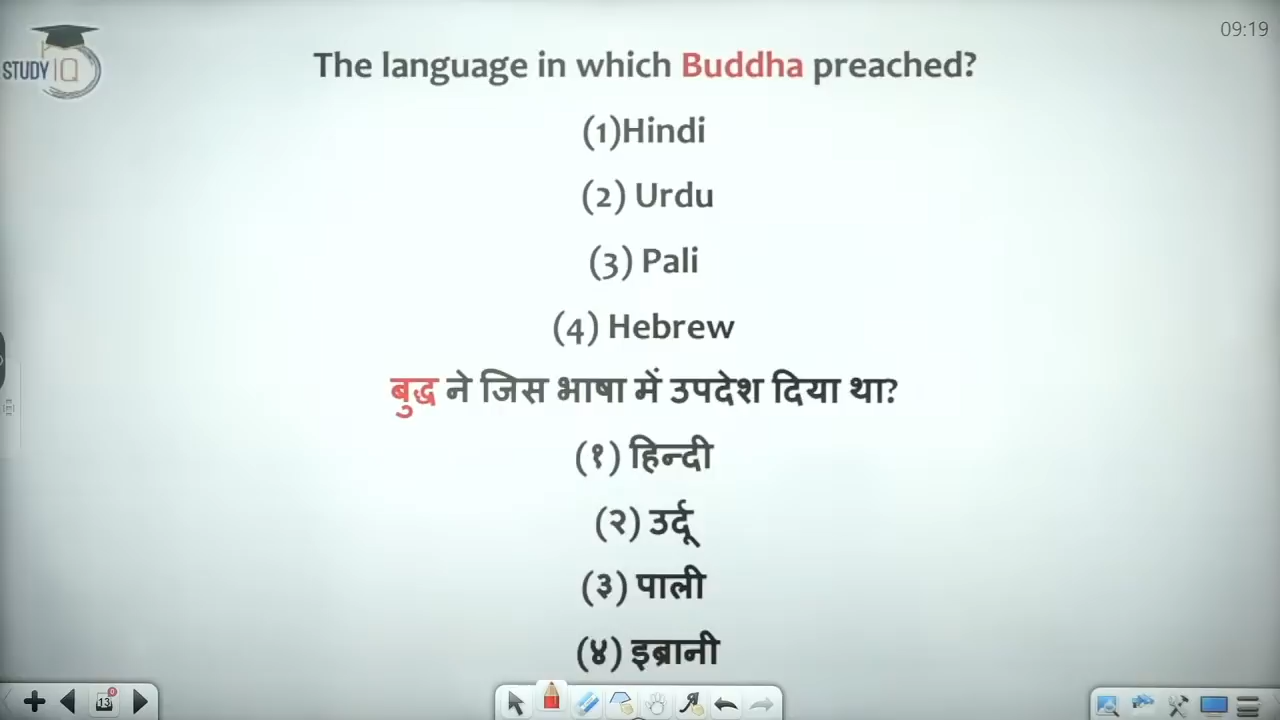 STUDY IQ
09:19
The language in which Buddha preached?
(1)Hindi
(2) Urdu
(3) Pali
(4) Hebrew
बुद्ध ने जिस भाषा में उपदेश दिया था?
(१) हिन्दी
(२) उर्दू
(३) पाली
(४) इब्रानी
13
0